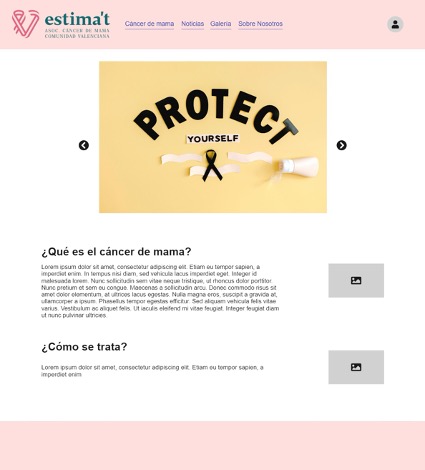 estima't
ASOC. CÁNCER DE MAMA
COMUNIDAD VALENCIANA
Cáncer de mama Noticias Galería Sobre Nosotros
PROTECT
YOURSELF
¿Qué es el cáncer de mama?
Lorem ipsum dolor sit amet, consectetur adipiscing elit. Etiam eu tempor sapien, a
imperdiet enim. In tempus nisi diam, sed vehicula lorem imperdiet eget. Integer id
malesuada lorem. Nunc sollicitudin sem vitae neque tristique, ut rhoncus dolor porttitor.
Nunc pretium et sem eu congue. Maecenas a sollicitudin arcu. Donec commodo risus sit
amet dolor elementum, at ultrices lacus egestas. Nulla magna eros, suscipit a gravida at,
ullamcorper a ipsum. Phasellus tempor egestas efficitur. Sed aliquam vestibulum felis vitae
varius. Vestibulum ac aliquet felis. Ut iaculis eleifend mi vitae feugiat. Integer feugiat diam
ut nunc pulvinar ultricies.
¿Cómo se trata?
Lorem ipsum dolor sit amet, consectetur adipiscing elit. Etiam eu tempor sapien, a
imperdiet enim